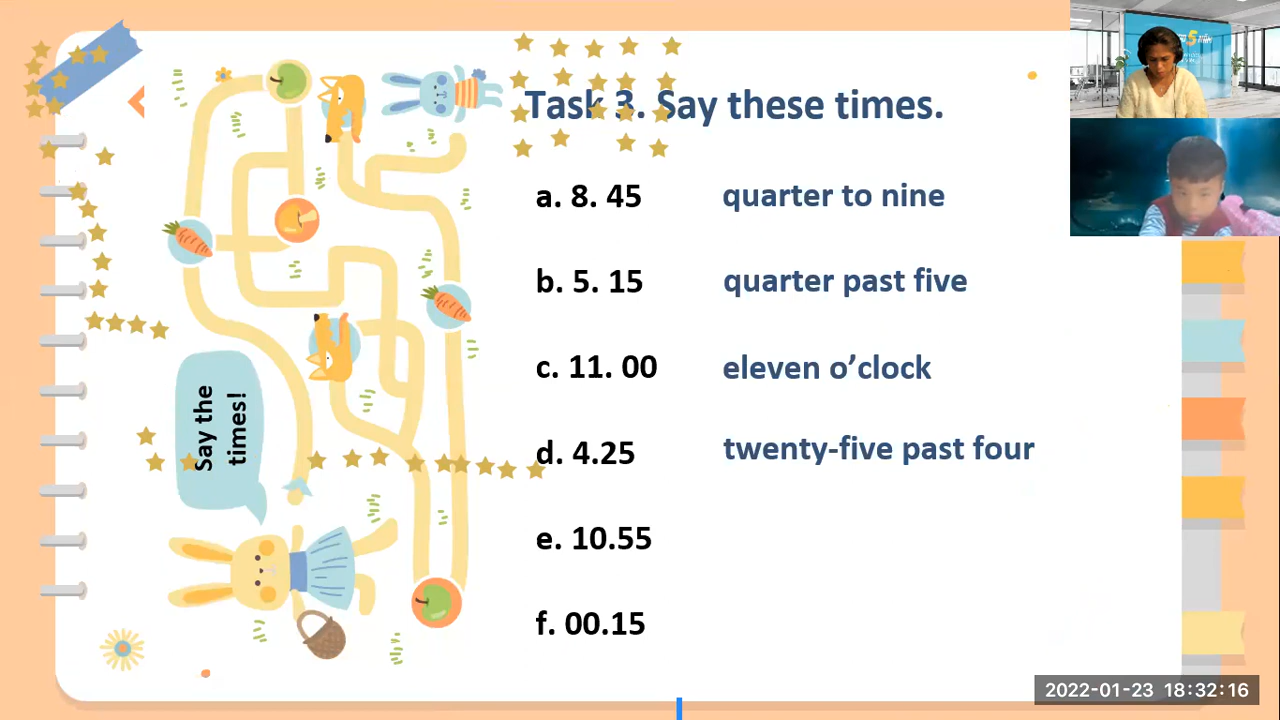 Task 3. Say these times.
a. 8. 45 quarter to nine
b. 5. 15 quarter past five
c. 11. 00 eleven o’clock
d. 4.25 twenty-five past four
e. 10.55
f. 00.15
Say the
times!
2022-01-23 18:32:16